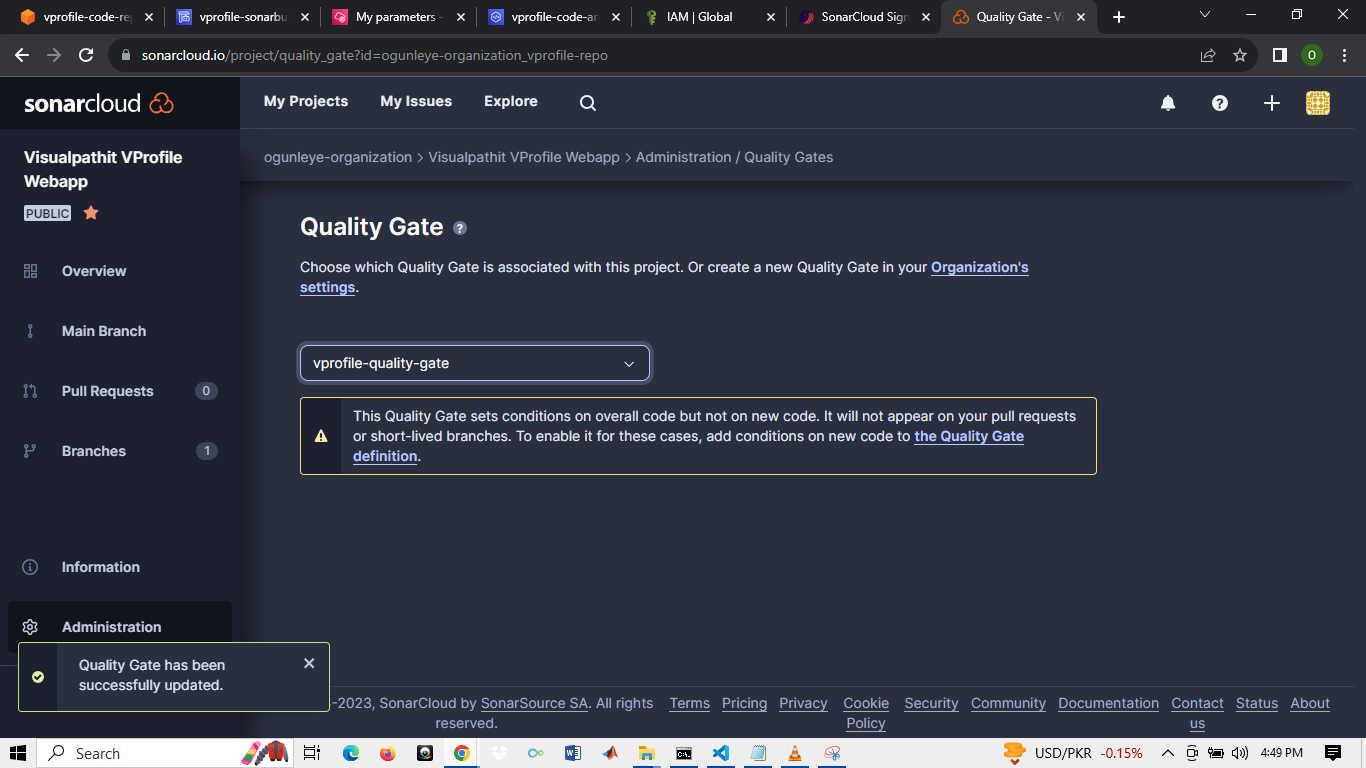 vprofile-code-rep
vprofile-sonarbu
My parameters -
vprofile-code-ar
IAM | Global
SonarCloud Sign
Quality Gate - Vi
sonarcloud.io/project/quality_gate?id=ogunleye-organization_vprofile-repo
O
sonarcloud
My Projects My Issues Explore
Visualpathit VProfile
Webapp
PUBLIC
Overview
Main Branch
Pull Requests 0
Branches 1
Information
Administration
ogunleye-organization > Visualpathit VProfile Webapp > Administration / Quality Gates
Quality Gate ?
Choose which Quality Gate is associated with this project. Or create a new Quality Gate in your Organization's
settings.
vprofile-quality-gate
This Quality Gate sets conditions on overall code but not on new code. It will not appear on your pull requests
or short-lived branches. To enable it for these cases, add conditions on new code to the Quality Gate
definition.
Quality Gate has been
successfully updated.
-2023, SonarCloud by SonarSource SA. All rights
reserved.
Terms Pricing Privacy Cookie Policy Security Community Documentation Contact us Status About
Search
USD/PKR -0.15%
4:49 PM